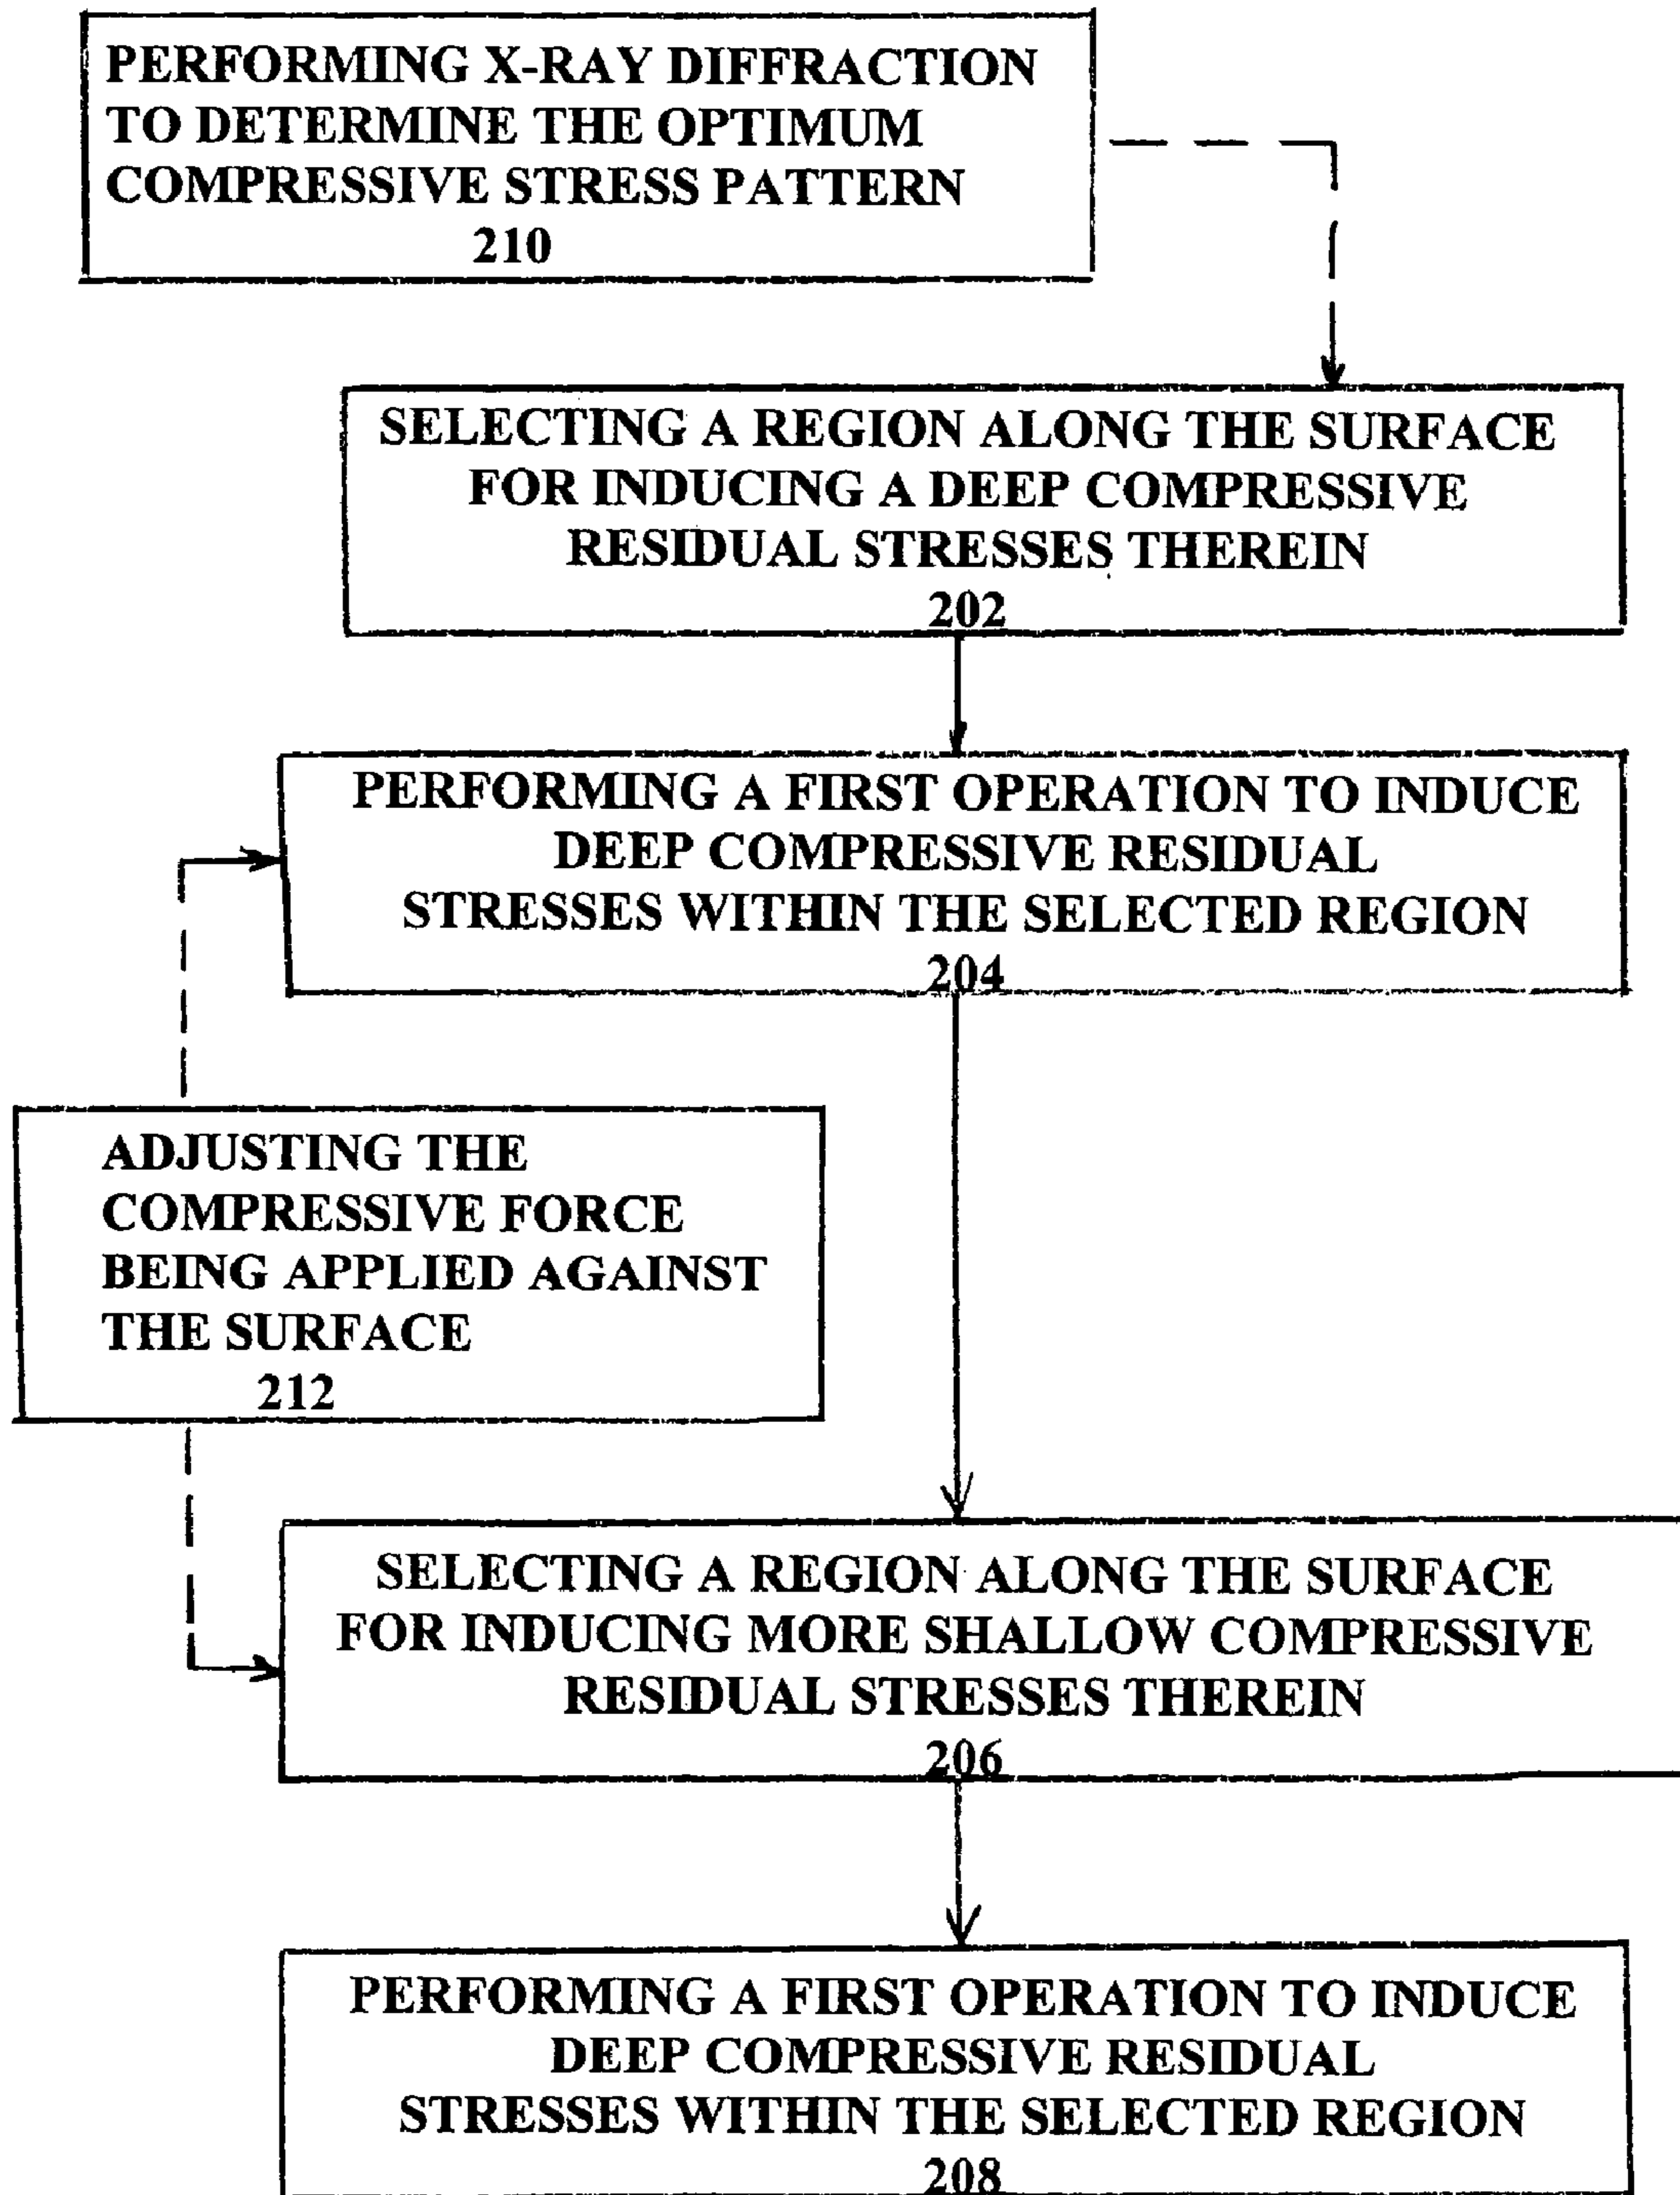 PERFORMING X-RAY DIFFRACTION
TO DETERMINE THE OPTIMUM
COMPRESSIVE STRESS PATTERN
210
SELECTING A REGION ALONG THE SURFACE
FOR INDUCING A DEEP COMPRESSIVE
RESIDUAL STRESSES THEREIN
202
PERFORMING A FIRST OPERATION TO INDUCE
DEEP COMPRESSIVE RESIDUAL
STRESSES WITHIN THE SELECTED REGION
204
ADJUSTING THE
COMPRESSIVE FORCE
BEING APPLIED AGAINST
THE SURFACE
212
SELECTING A REGION ALONG THE SURFACE
FOR INDUCING MORE SHALLOW COMPRESSIVE
RESIDUAL STRESSES THEREIN
206
PERFORMING A FIRST OPERATION TO INDUCE
DEEP COMPRESSIVE RESIDUAL
STRESSES WITHIN THE SELECTED REGION
208